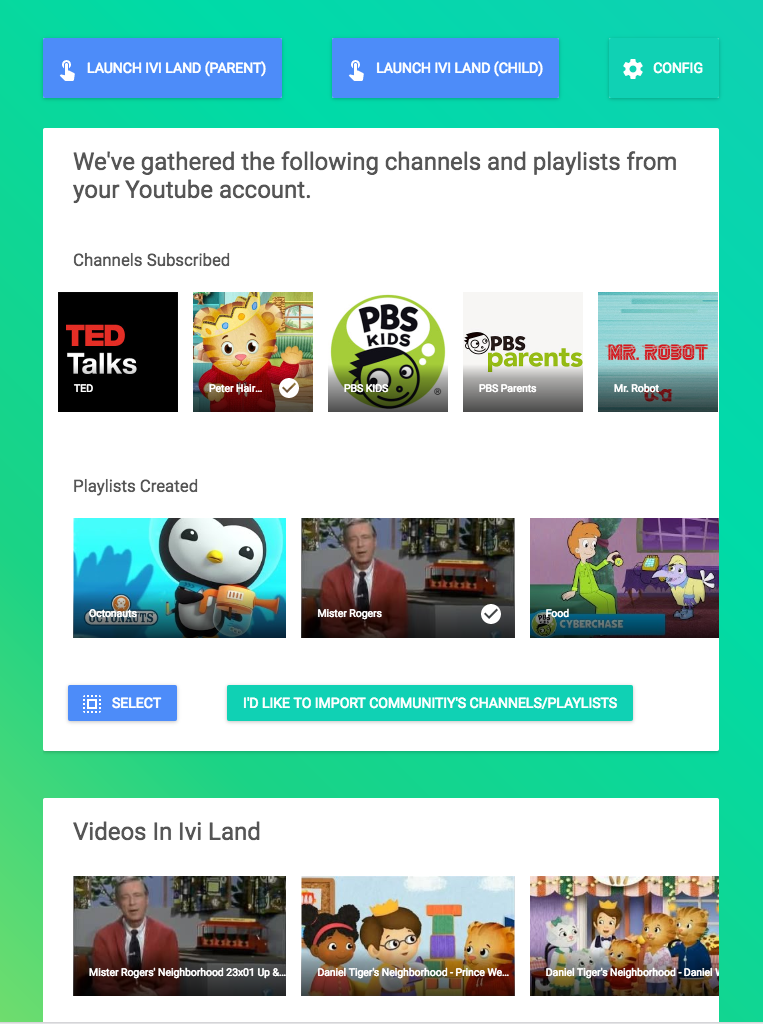 LAUNCH IVI LAND (PARENT)
LAUNCH IVI LAND (CHILD)
CONFIG
We've gathered the following channels and playlists from
your Youtube account.
Channels Subscribed
TED
Talks
TED
Peter Hair...
PBS
KIDS
PBS KIDS
®
PBS
parents
PBS Parents
MR. ROBOT
Mr. Robot
usa
Playlists Created
Octonauts
OCTONAUTS
Mister Rogers
Food
PBS
KIDS
CYBERCHASE
SELECT
I'D LIKE TO IMPORT COMMUNITIY'S CHANNELS/PLAYLISTS
Videos In Ivi Land
Mister Rogers' Neighborhood 23x01 Up &...
Daniel Tiger's Neighborhood - Prince We...
Daniel Tiger's Neighborhood - Daniel